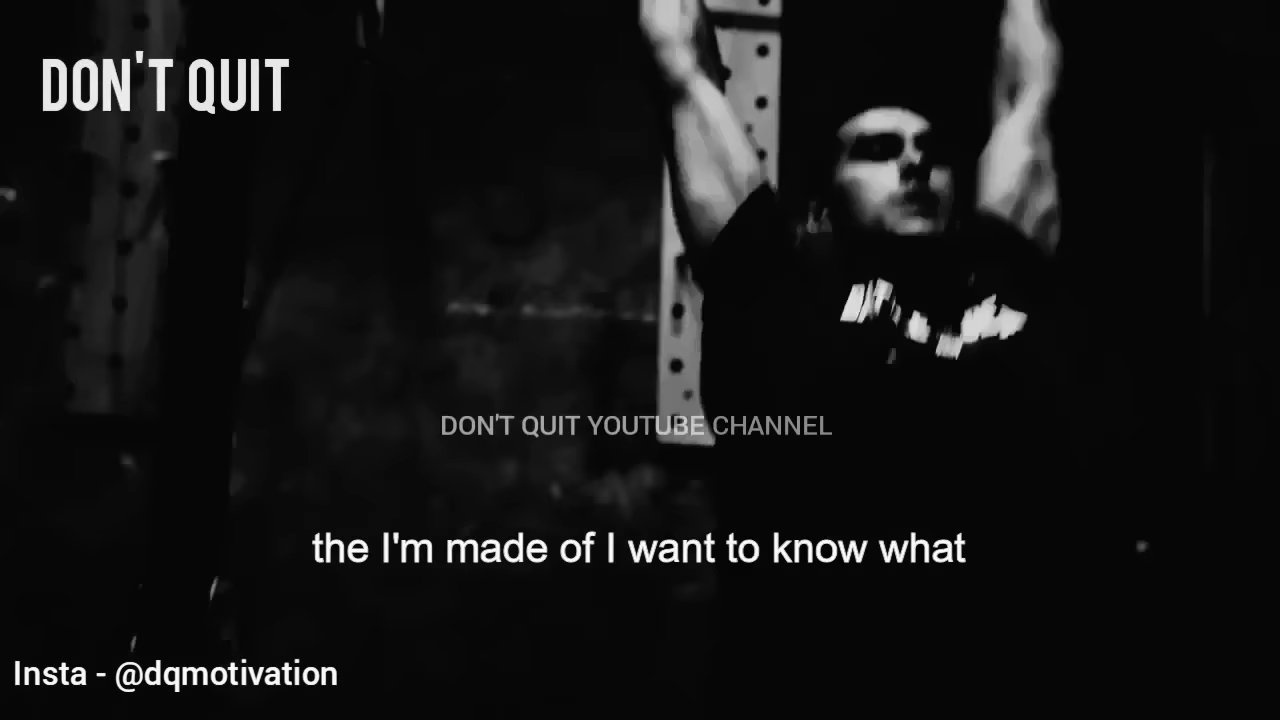 DON'T QUIT
DON'T QUIT YOUTUBE CHANNEL
the I'm made of I want to know what
Insta - @dqmotivation